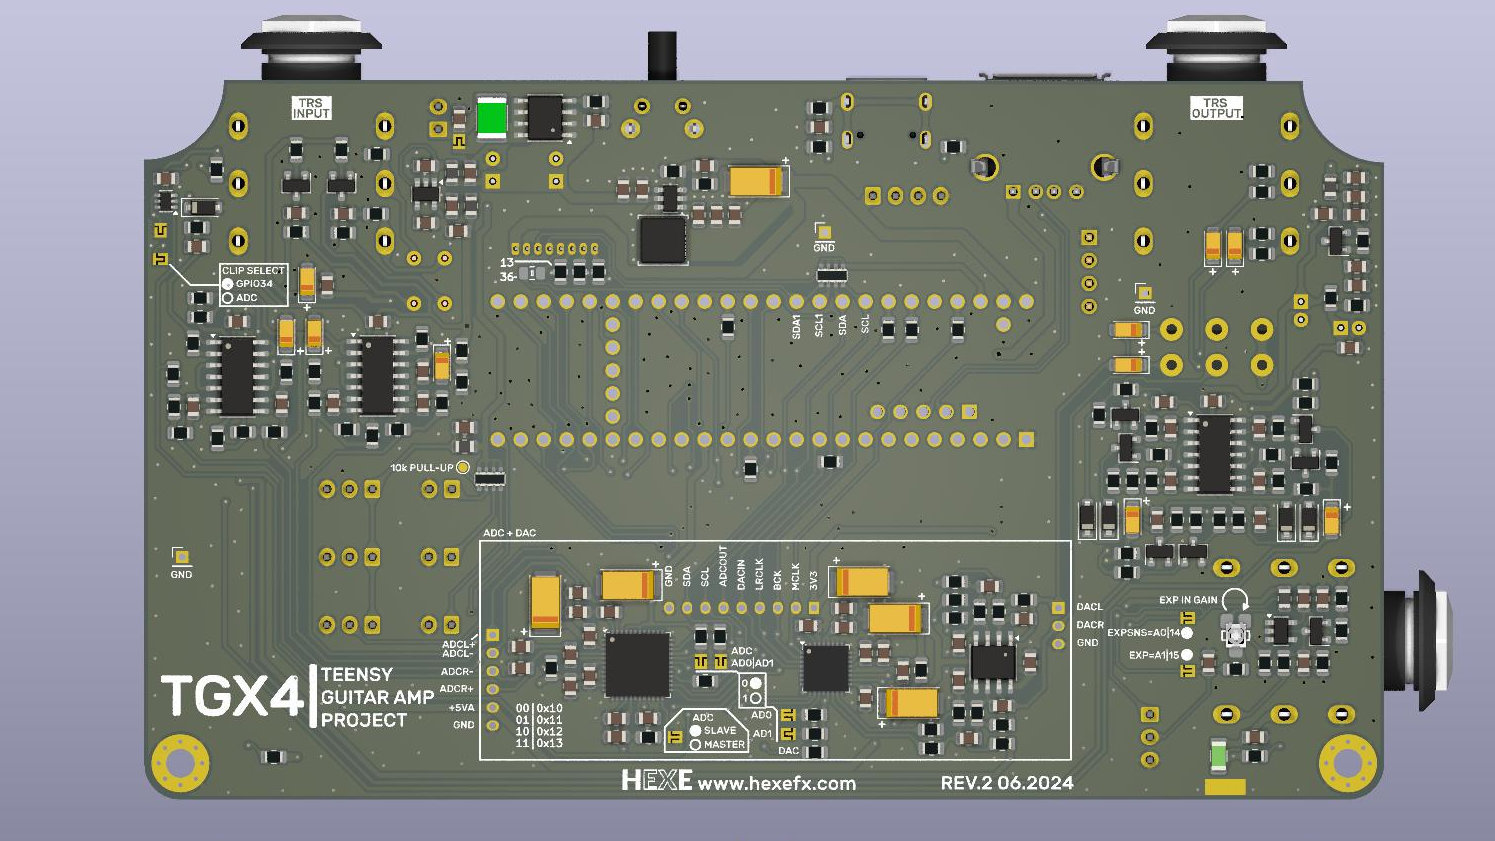 TRS
INPUT
TRS
OUTPUT
GND
13
36
CLIP SELECT
GPIO34
ADC
GND
SDA1
SCL1
SDA
SCL
10k PULL-UP
GND
ADC + DAC
GND
SDA
SCL
ADCOUT
DACIN
LRCLK
BCK
MCLK
3V3
DACL
DACR
GND
EXP IN GAIN
EXPSNS=A0|14
EXP=A1|15
ADCL+
ADCL-
ADCR-
ADCR+
+5VA
GND
ADC
AD0|AD1
0
1
00|0x10
01|0x11
10|0x12
11|0x13
ADC
SLAVE
MASTER
AD0
AD1
DAC
TGX4
TEENSY
GUITAR AMP
PROJECT
HEXE www.hexefx.com
REV.2 06.2024